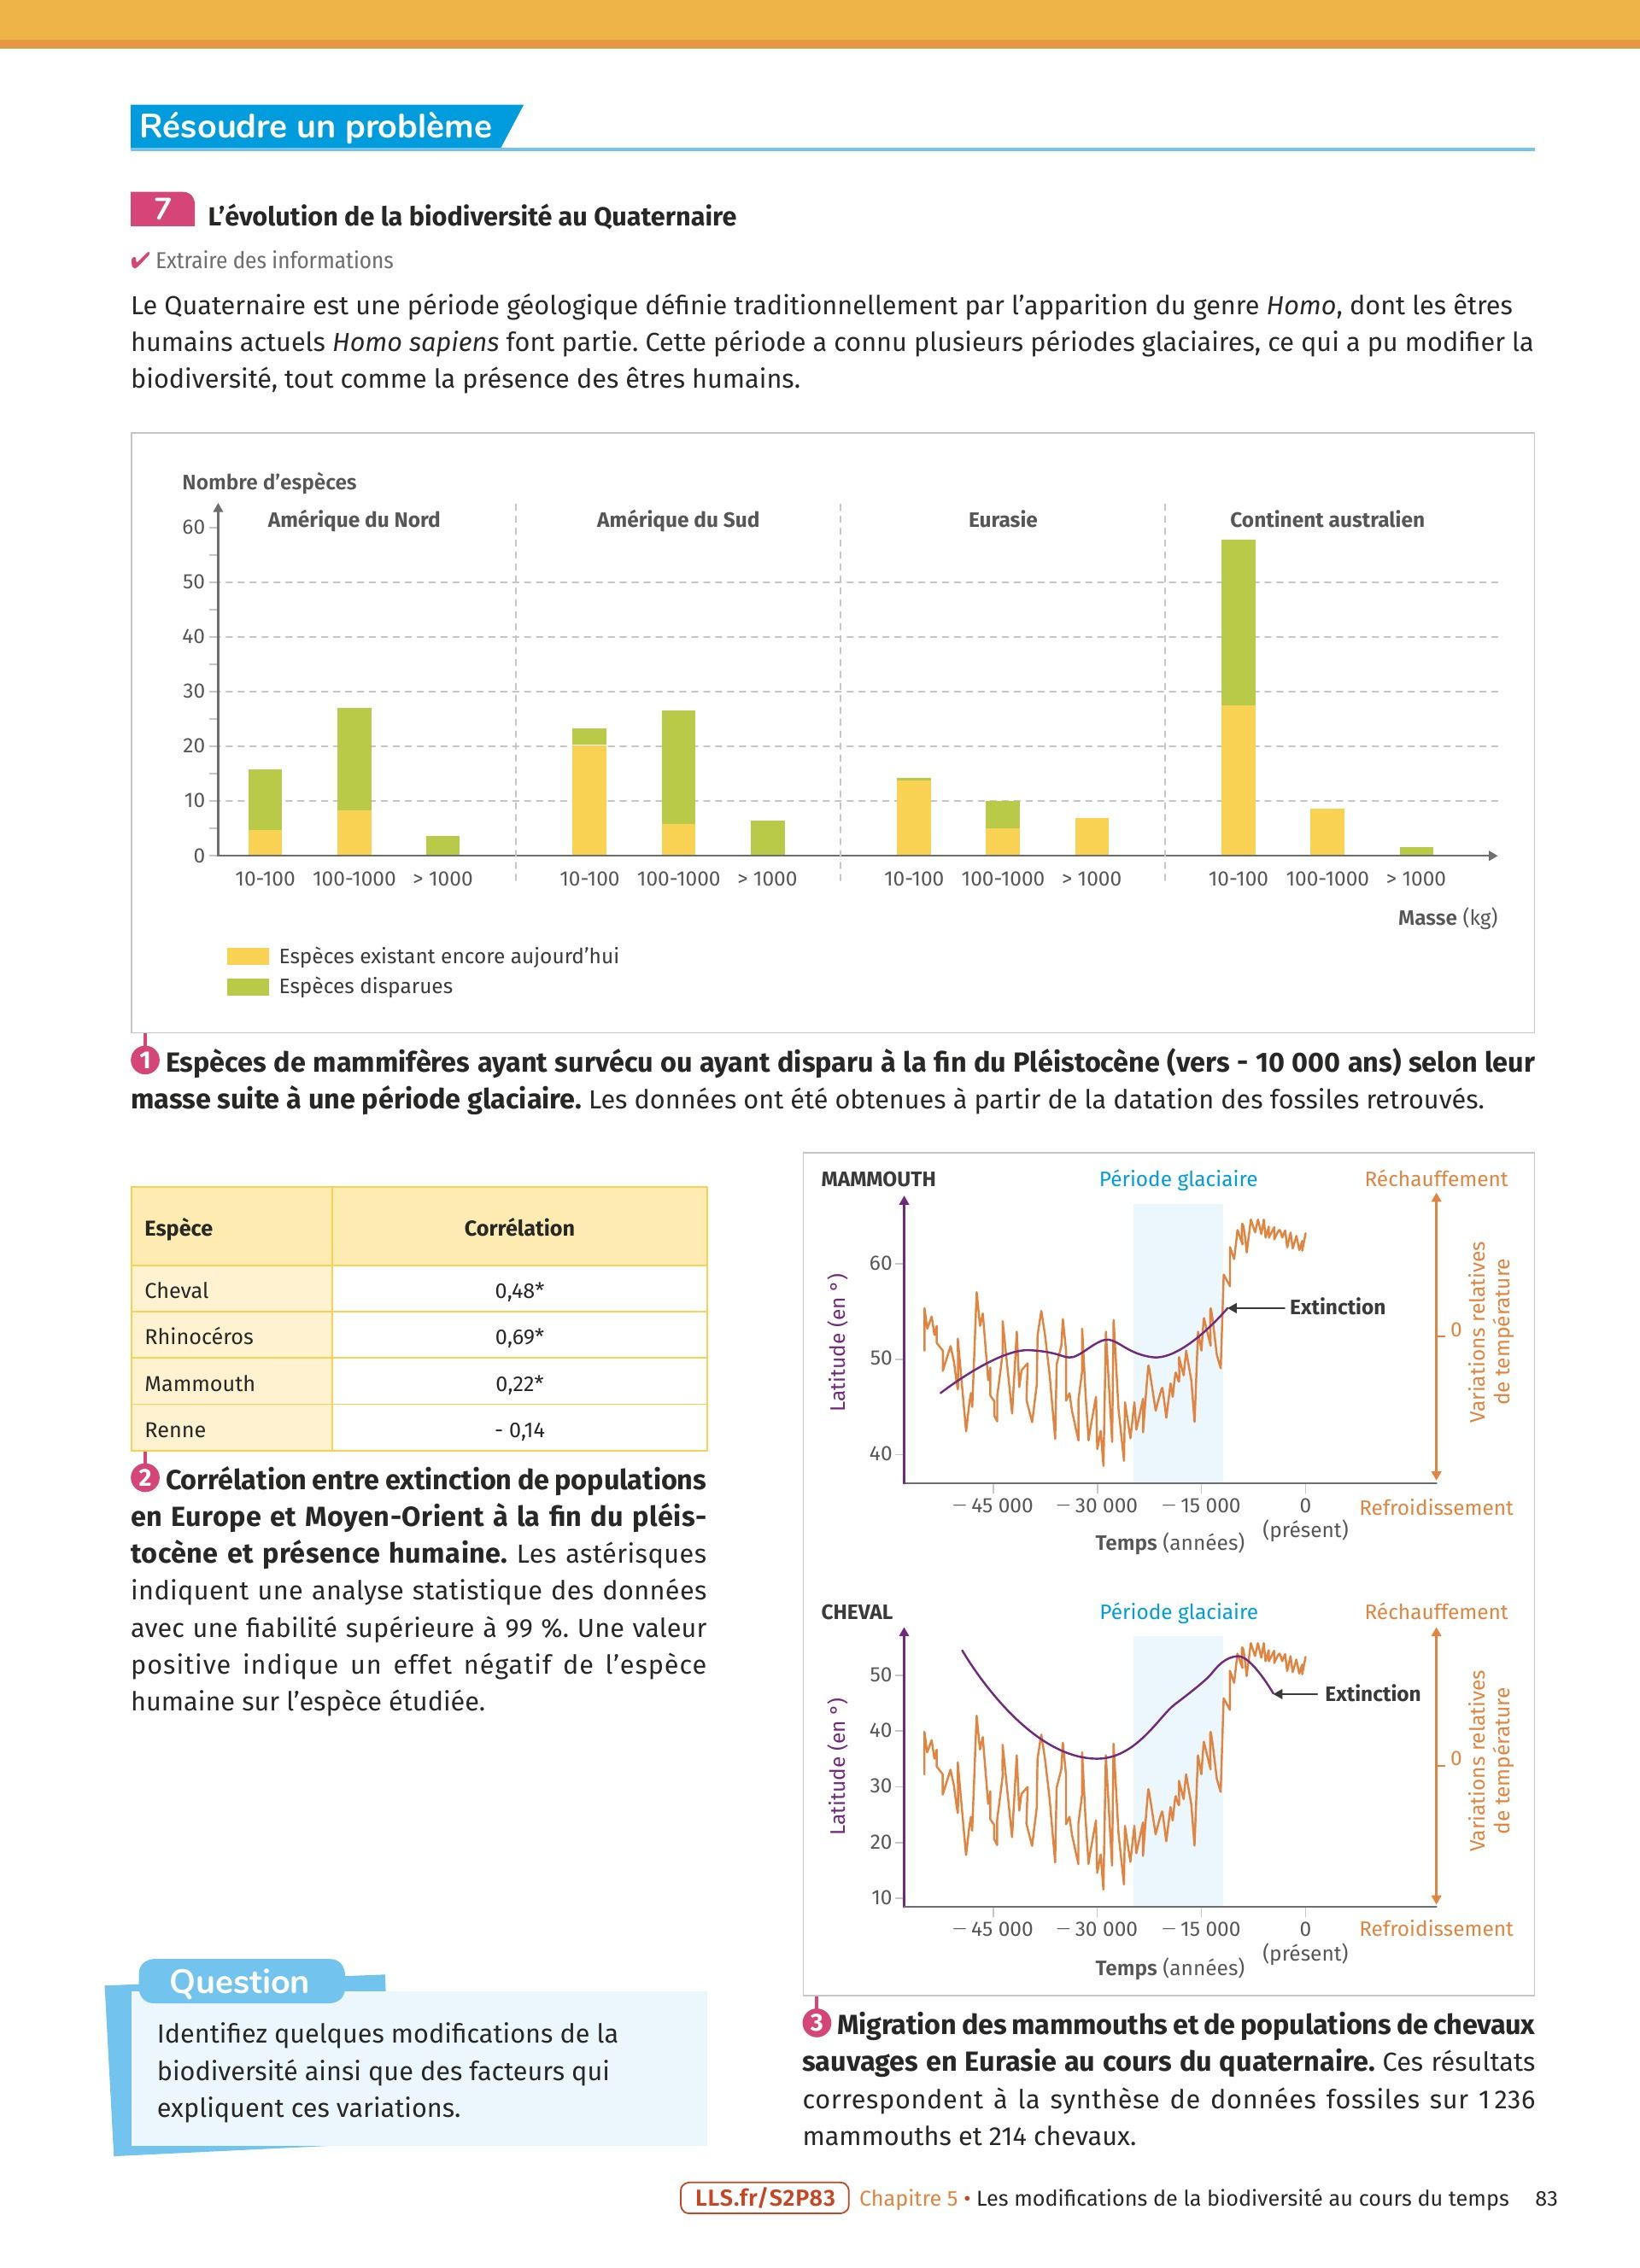 Résoudre un problème
7 L'évolution de la biodiversité au Quaternaire
✔ Extraire des informations
Le Quaternaire est une période géologique définie traditionnellement par l'apparition du genre Homo, dont les êtres
humains actuels Homo sapiens font partie. Cette période a connu plusieurs périodes glaciaires, ce qui a pu modifier la
biodiversité, tout comme la présence des êtres humains.
Nombre d'espèces
Amérique du Nord Amérique du Sud Eurasie Continent australien
60
50
40
30
20
10
0
10-100 100-1000 > 1000 10-100 100-1000 > 1000 10-100 100-1000 > 1000 10-100 100-1000 > 1000
Masse (kg)
Espèces existant encore aujourd'hui
Espèces disparues
1 Espèces de mammifères ayant survécu ou ayant disparu à la fin du Pléistocène (vers - 10 000 ans) selon leur
masse suite à une période glaciaire. Les données ont été obtenues à partir de la datation des fossiles retrouvés.
Espèce Corrélation
Cheval 0,48*
Rhinocéros 0,69*
Mammouth 0,22*
Renne - 0,14
2 Corrélation entre extinction de populations
en Europe et Moyen-Orient à la fin du pléis-
tocène et présence humaine. Les astérisques
indiquent une analyse statistique des données
avec une fiabilité supérieure à 99 %. Une valeur
positive indique un effet négatif de l'espèce
humaine sur l'espèce étudiée.
Question
Identifiez quelques modifications de la
biodiversité ainsi que des facteurs qui
expliquent ces variations.
MAMMOUTH Période glaciaire Réchauffement
Latitude (en °)
60
50
40
Extinction
0
Variations relatives
de température
– 45 000 – 30 000 – 15 000 0 Refroidissement
(présent)
Temps (années)
CHEVAL Période glaciaire Réchauffement
Latitude (en °)
50
40
30
20
10
Extinction
0
Variations relatives
de température
– 45 000 – 30 000 – 15 000 0 Refroidissement
(présent)
Temps (années)
3 Migration des mammouths et de populations de chevaux
sauvages en Eurasie au cours du quaternaire. Ces résultats
correspondent à la synthèse de données fossiles sur 1 236
mammouths et 214 chevaux.
LLS.fr/S2P83 Chapitre 5 • Les modifications de la biodiversité au cours du temps 83